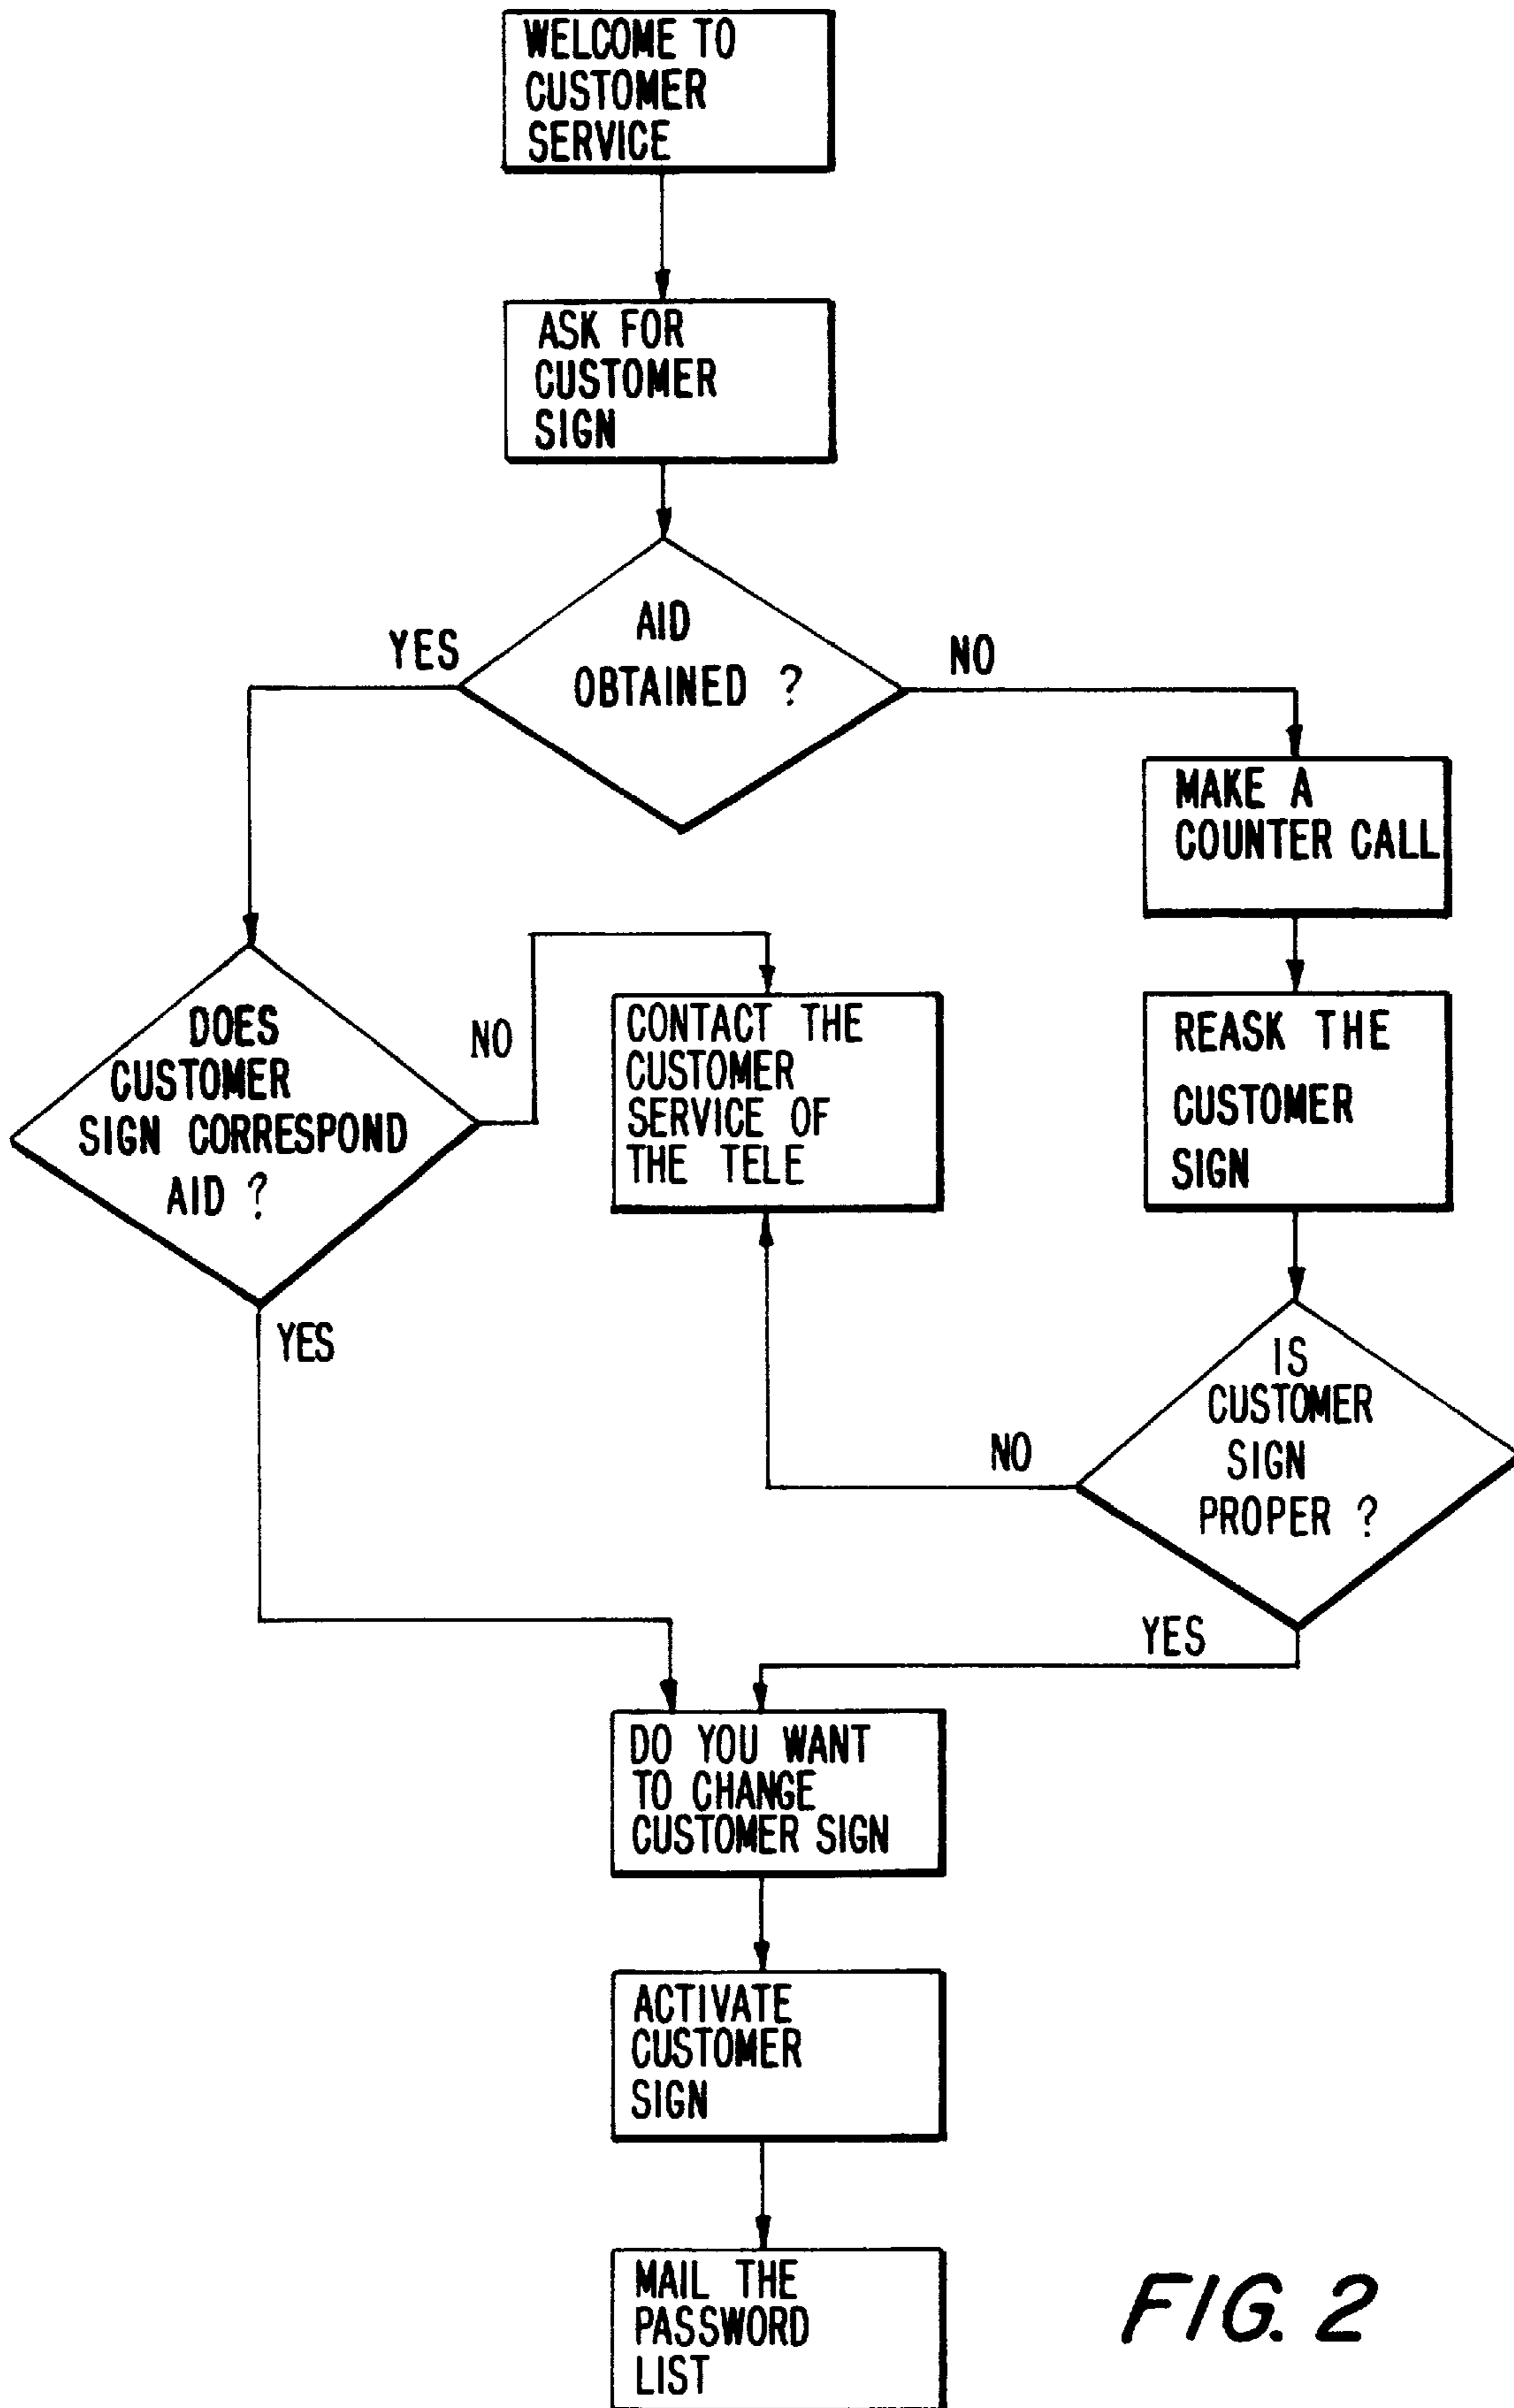 WELCOME TO
CUSTOMER
SERVICE
ASK FOR
CUSTOMER
SIGN
AID
OBTAINED ?
YES
NO
MAKE A
COUNTER CALL
REASK THE
CUSTOMER
SIGN
DOES
CUSTOMER
SIGN CORRESPOND
AID ?
NO
YES
CONTACT THE
CUSTOMER
SERVICE OF
THE TELE
IS
CUSTOMER
SIGN
PROPER ?
NO
YES
DO YOU WANT
TO CHANGE
CUSTOMER SIGN
ACTIVATE
CUSTOMER
SIGN
MAIL THE
PASSWORD
LIST
FIG. 2